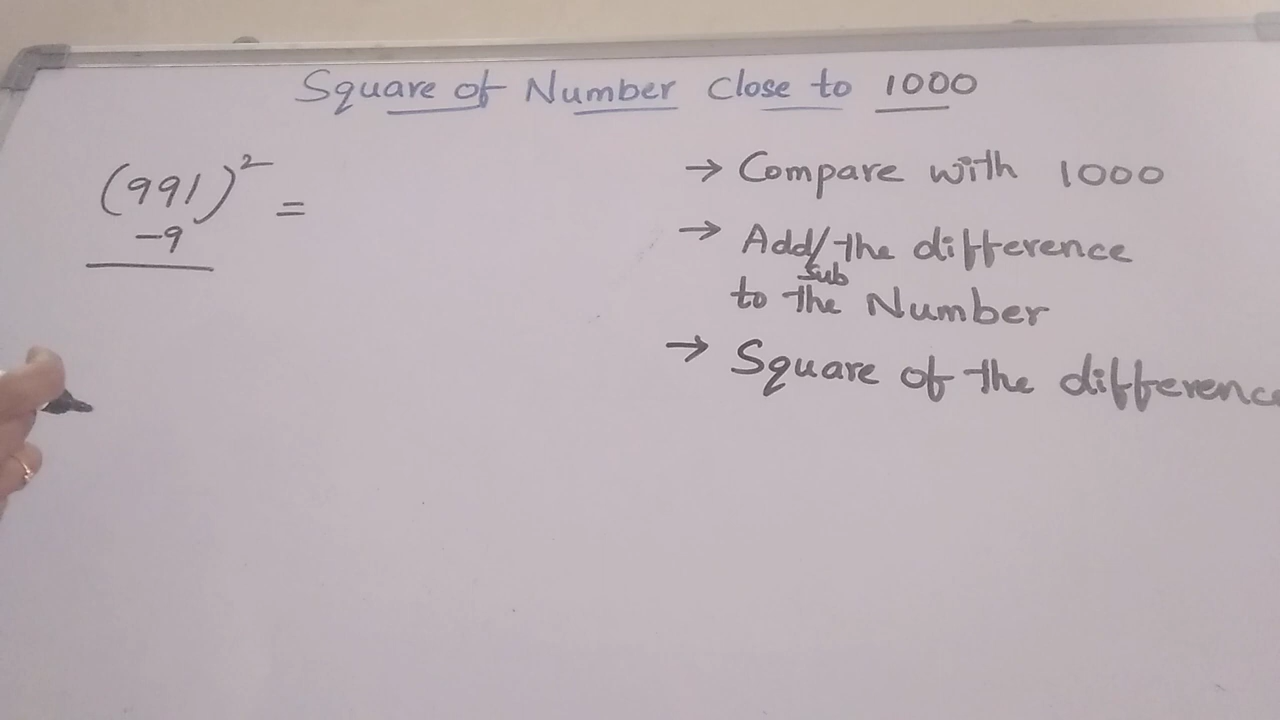 Square of Number Close to 1000
(991)² =
-9
→ Compare with 1000
→ Add/Sub the difference
to the Number
→ Square of the difference